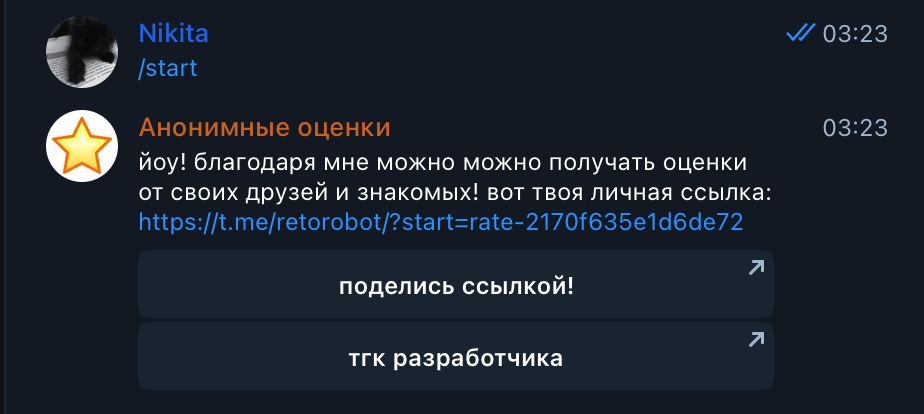 Nikita
03:23
/start
Анонимные оценки
03:23
йоу! благодаря мне можно можно получать оценки
от своих друзей и знакомых! вот твоя личная ссылка:
https://t.me/retorobot/?start=rate-2170f635e1d6de72
поделись ссылкой!
тгк разработчика